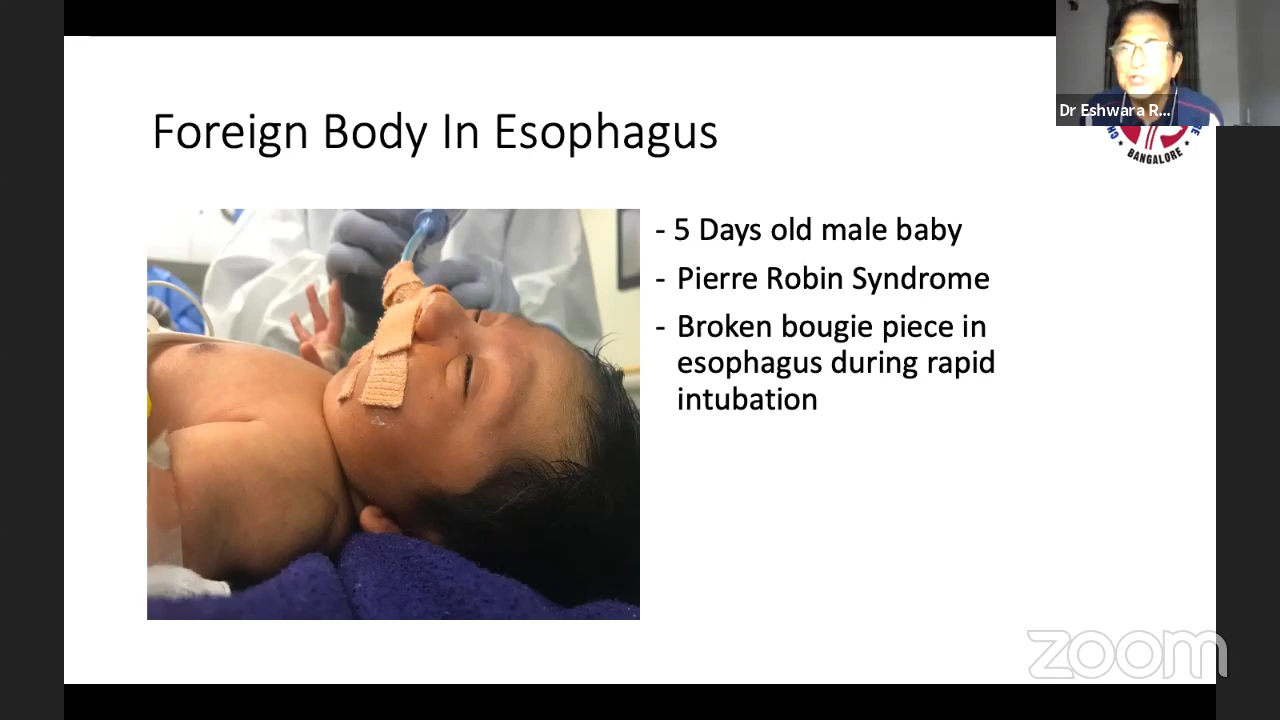 Dr Eshwara R...
BANGALORE
Foreign Body In Esophagus
- 5 Days old male baby
- Pierre Robin Syndrome
- Broken bougie piece in
esophagus during rapid
intubation
zoom